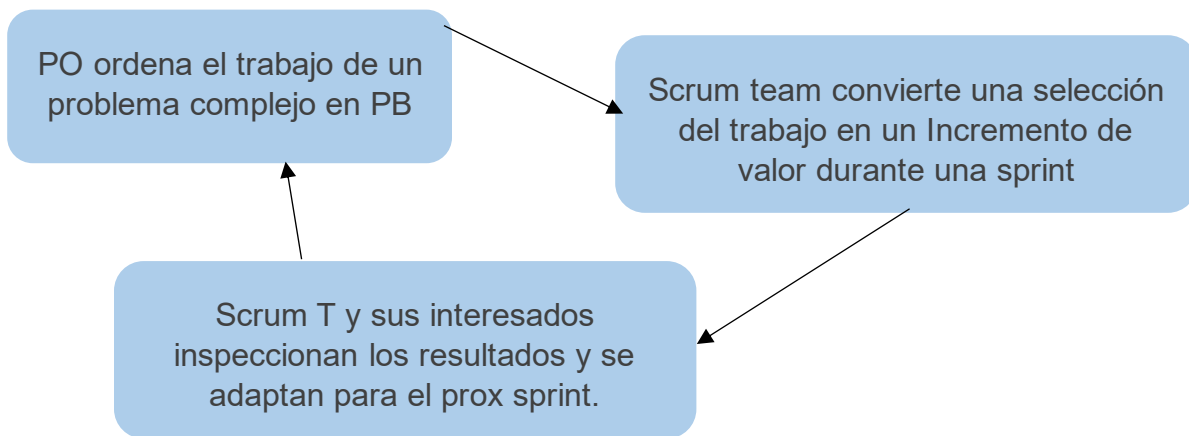 PO ordena el trabajo de un
problema complejo en PB
Scrum team convierte una selección
del trabajo en un Incremento de
valor durante una sprint
Scrum T y sus interesados
inspeccionan los resultados y se
adaptan para el prox sprint.